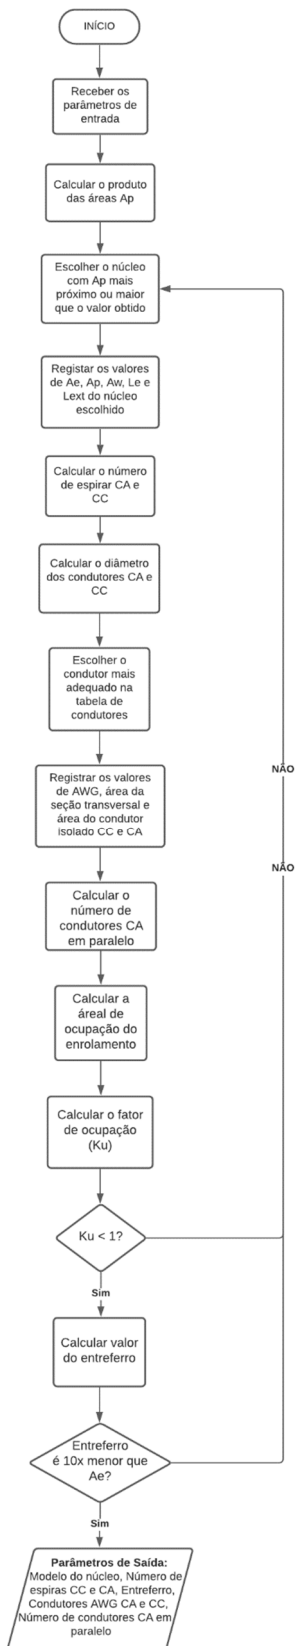 INÍCIO
Receber os
parâmetros de
entrada
Calcular o produto
das áreas Ap
Escolher o núcleo
com Ap mais
próximo ou maior
que o valor obtido
Registar os valores
de Ae, Ap, Aw, Le e
Lext do núcleo
escolhido
Calcular o número
de espirar CA e
CC
Calcular o diâmetro
dos condutores CA e
CC
Escolher o
condutor mais
adequado na
tabela de
condutores
NÃO
Registrar os valores
de AWG, área da
seção transversal e
área do condutor
isolado CC e CA
NÃO
Calcular o
número de
condutores CA
em paralelo
Calcular a
áreal de
ocupação do
enrolamento
Calcular o fator
de ocupação
(Ku)
Ku < 1?
Sim
Calcular valor
do entreferro
Entreferro
é 10x menor que
Ae?
Sim
Parâmetros de Saída:
Modelo do núcleo, Número de
espiras CC e CA, Entreferro,
Condutores AWG CA e CC,
Número de condutores CA em
paralelo